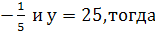 -1/5 и y = 25,тогда